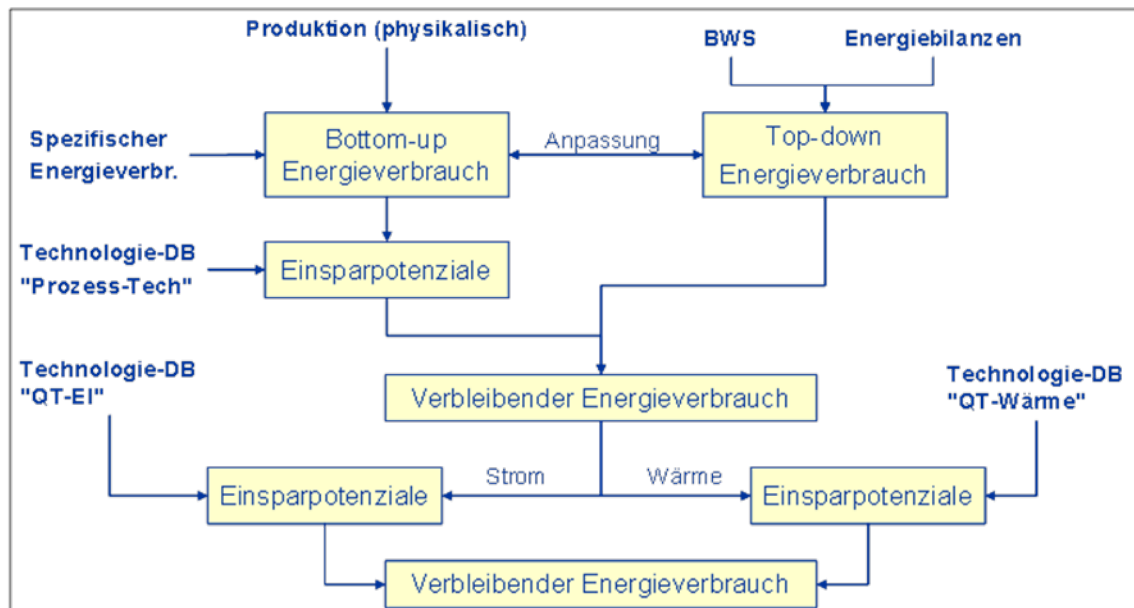 Produktion (physikalisch)
BWS
Energiebilanzen
Spezifischer
Energieverbr.
Bottom-up
Energieverbrauch
Anpassung
Top-down
Energieverbrauch
Technologie-DB
"Prozess-Tech"
Einsparpotenziale
Technologie-DB
"QT-El"
Verbleibender Energieverbrauch
Technologie-DB
"QT-Wärme"
Einsparpotenziale
Strom
Wärme
Einsparpotenziale
Verbleibender Energieverbrauch